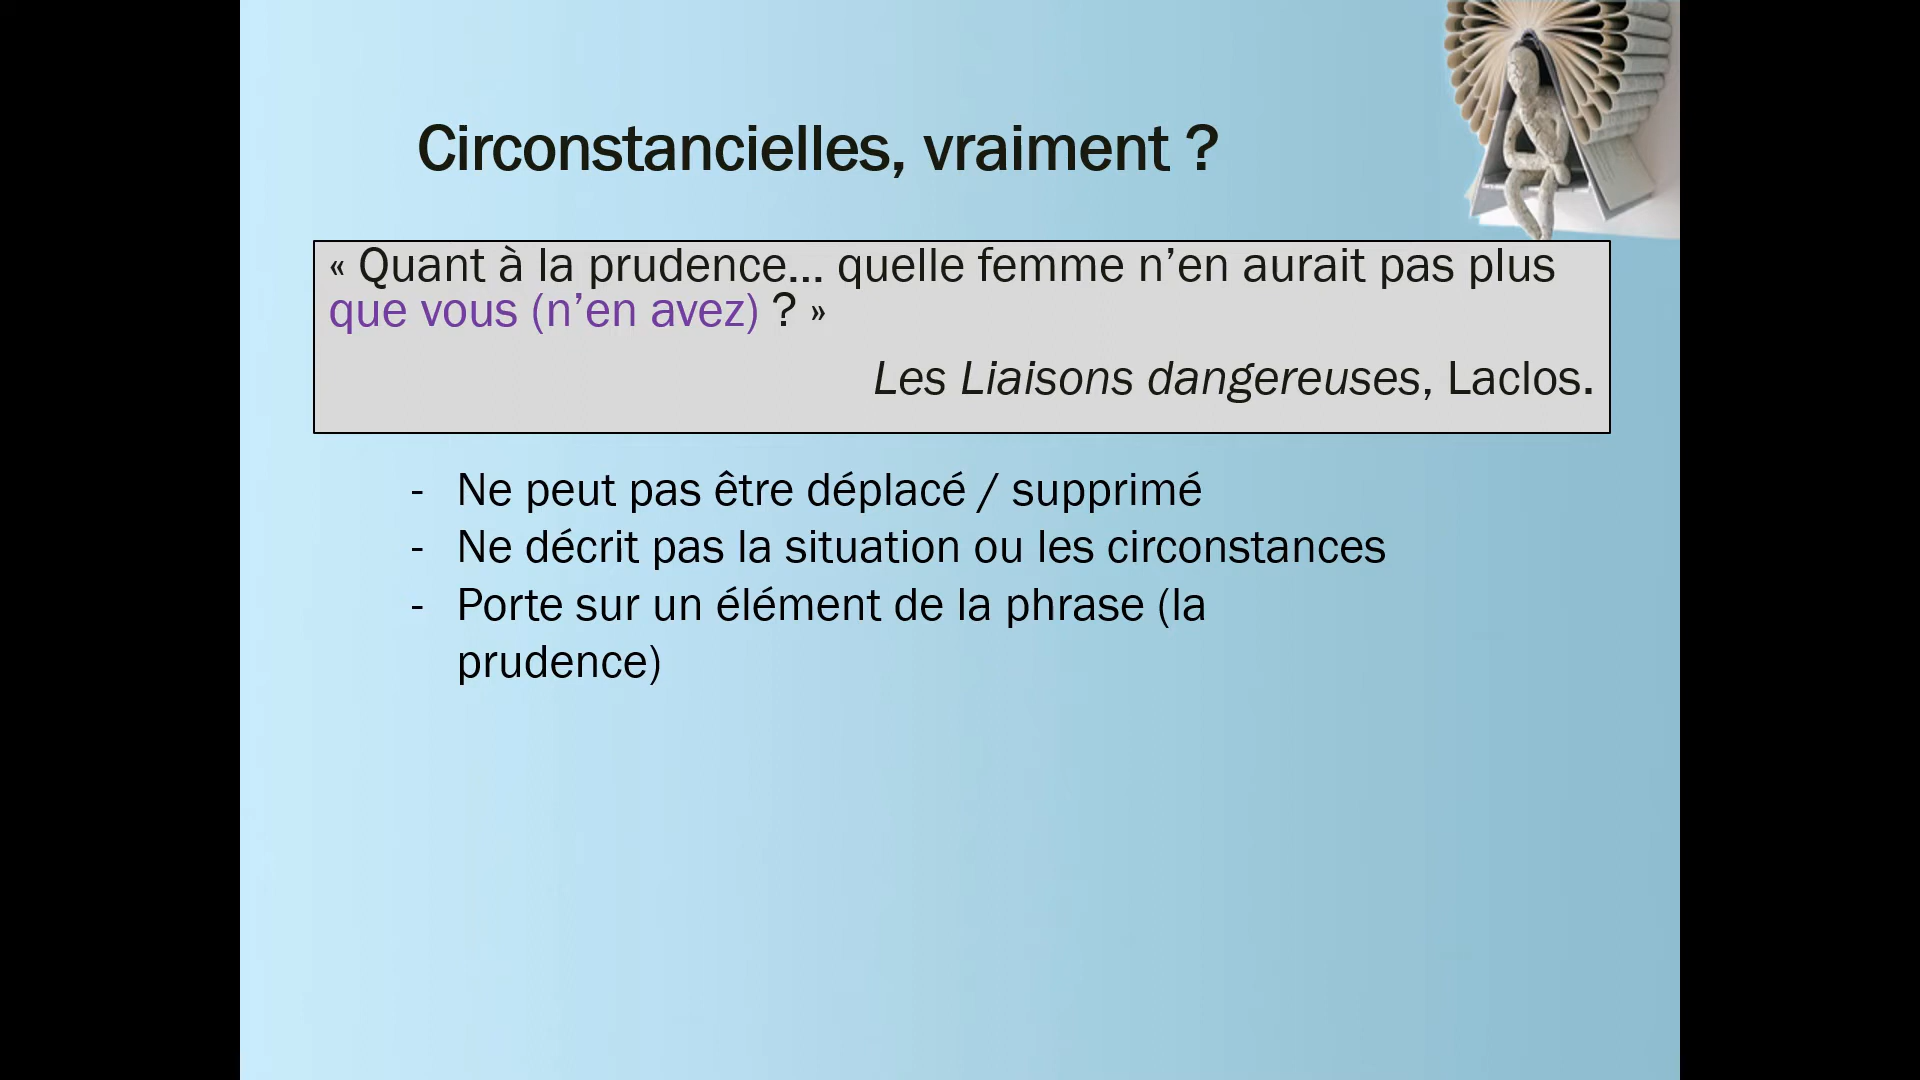 Circonstancielles, vraiment ?
« Quant à la prudence... quelle femme n’en aurait pas plus
que vous (n’en avez) ? »
Les Liaisons dangereuses, Laclos.
- Ne peut pas être déplacé / supprimé
- Ne décrit pas la situation ou les circonstances
- Porte sur un élément de la phrase (la
prudence)